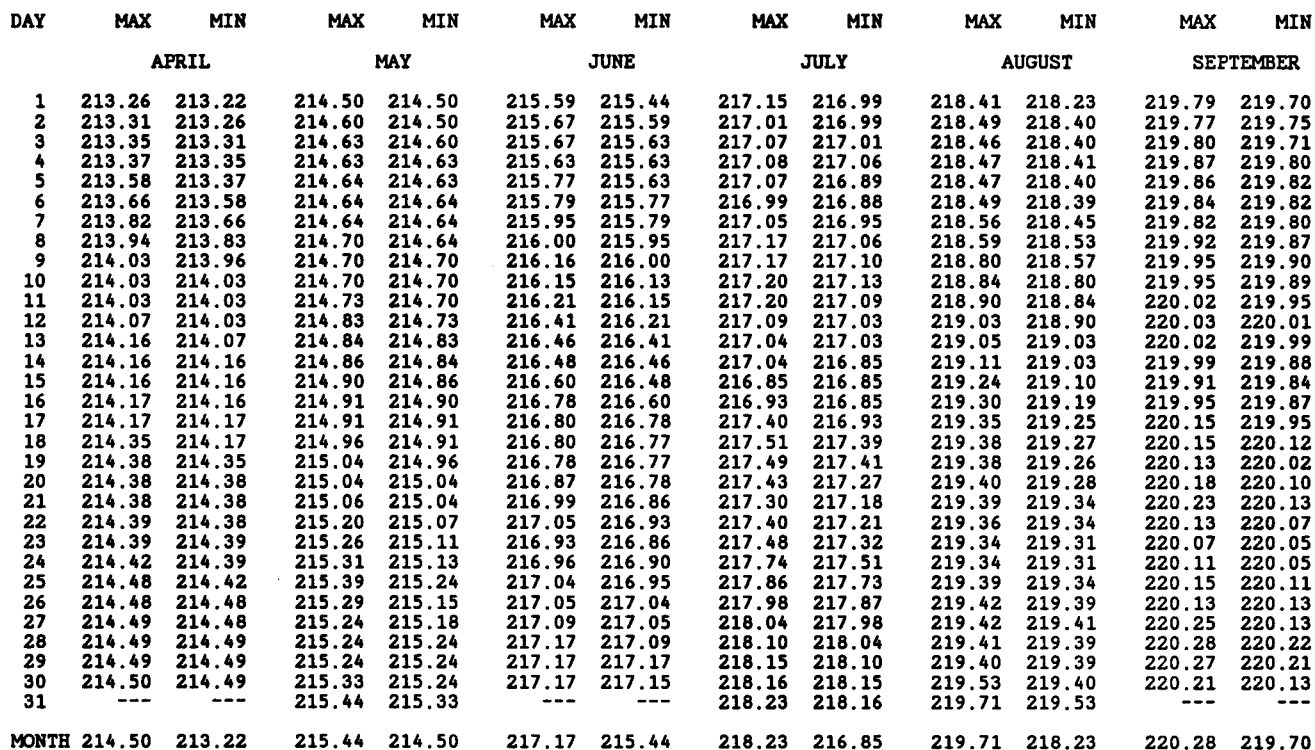 DAY MAX MIN MAX MIN MAX MIN MAX MIN MAX MIN MAX MIN
APRIL MAY JUNE JULY AUGUST SEPTEMBER
1 213.26 213.22 214.50 214.50 215.59 215.44 217.15 216.99 218.41 218.23 219.79 219.70
2 213.31 213.26 214.60 214.50 215.67 215.59 217.01 216.99 218.49 218.40 219.77 219.75
3 213.35 213.31 214.63 214.60 215.67 215.63 217.07 217.01 218.46 218.40 219.80 219.71
4 213.37 213.35 214.63 214.63 215.63 215.63 217.08 217.06 218.47 218.41 219.87 219.80
5 213.58 213.37 214.64 214.63 215.77 215.63 217.07 216.89 218.47 218.40 219.86 219.82
6 213.66 213.58 214.64 214.64 215.79 215.77 216.99 216.88 218.49 218.39 219.84 219.82
7 213.82 213.66 214.64 214.64 215.95 215.79 217.05 216.95 218.56 218.45 219.82 219.80
8 213.94 213.83 214.70 214.64 216.00 215.95 217.17 217.06 218.59 218.53 219.92 219.87
9 214.03 213.96 214.70 214.70 216.16 216.00 217.17 217.10 218.80 218.57 219.95 219.90
10 214.03 214.03 214.70 214.70 216.15 216.13 217.20 217.13 218.84 218.80 219.95 219.89
11 214.03 214.03 214.73 214.70 216.21 216.15 217.20 217.09 218.90 218.84 220.02 219.95
12 214.07 214.03 214.83 214.73 216.41 216.21 217.09 217.03 219.03 218.90 220.03 220.01
13 214.16 214.07 214.84 214.83 216.46 216.41 217.04 217.03 219.05 219.03 220.02 219.99
14 214.16 214.16 214.86 214.84 216.48 216.46 217.04 216.85 219.11 219.03 219.99 219.88
15 214.16 214.16 214.90 214.86 216.60 216.48 216.85 216.85 219.24 219.10 219.91 219.84
16 214.17 214.16 214.91 214.90 216.78 216.60 216.93 216.85 219.30 219.19 219.95 219.87
17 214.17 214.17 214.91 214.91 216.80 216.78 217.40 216.93 219.35 219.25 220.15 219.95
18 214.35 214.17 214.96 214.91 216.80 216.77 217.51 217.39 219.38 219.27 220.15 220.12
19 214.38 214.35 215.04 214.96 216.78 216.77 217.49 217.41 219.38 219.26 220.13 220.02
20 214.38 214.38 215.04 215.04 216.87 216.78 217.43 217.27 219.40 219.28 220.18 220.10
21 214.38 214.38 215.06 215.04 216.99 216.86 217.30 217.18 219.39 219.34 220.23 220.13
22 214.39 214.38 215.20 215.07 217.05 216.93 217.40 217.21 219.36 219.34 220.13 220.07
23 214.39 214.39 215.26 215.11 216.93 216.86 217.48 217.32 219.34 219.31 220.07 220.05
24 214.42 214.39 215.31 215.13 216.96 216.90 217.74 217.51 219.34 219.31 220.11 220.05
25 214.48 214.42 215.39 215.24 217.04 216.95 217.86 217.73 219.39 219.34 220.15 220.11
26 214.48 214.48 215.29 215.15 217.05 217.04 217.98 217.87 219.42 219.39 220.13 220.13
27 214.49 214.48 215.24 215.18 217.09 217.05 218.04 217.98 219.42 219.41 220.25 220.13
28 214.49 214.49 215.24 215.24 217.17 217.09 218.10 218.04 219.41 219.39 220.28 220.22
29 214.49 214.49 215.24 215.24 217.17 217.17 218.15 218.10 219.40 219.39 220.27 220.21
30 214.50 214.49 215.33 215.24 217.17 217.15 218.16 218.15 219.53 219.40 220.21 220.13
31 --- --- 215.44 215.33 --- --- 218.23 218.16 219.71 219.53 --- ---
MONTH 214.50 213.22 215.44 214.50 217.17 215.44 218.23 216.85 219.71 218.23 220.28 219.70